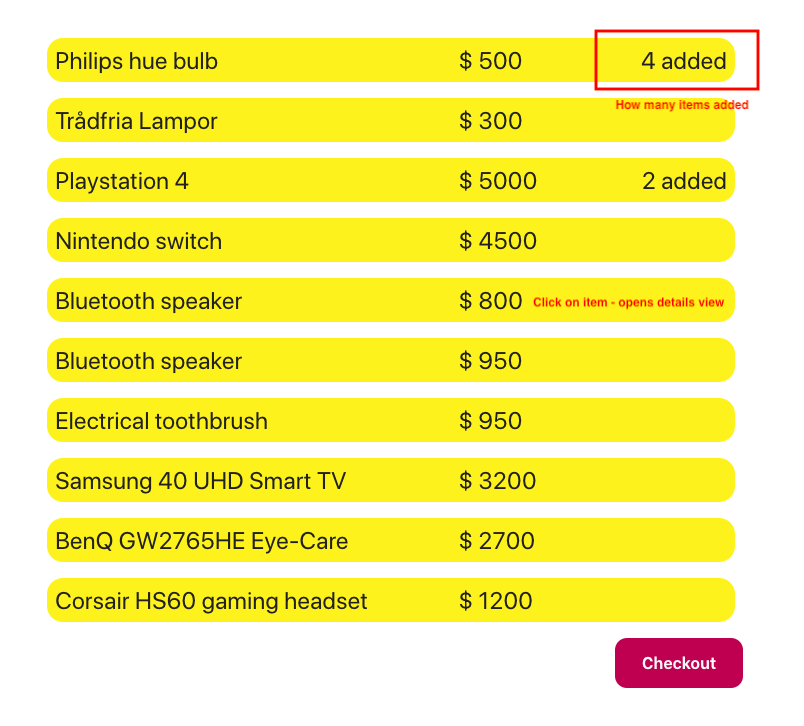 Philips hue bulb $ 500 4 added
How many items added
Trådfria Lampor $ 300
Playstation 4 $ 5000 2 added
Nintendo switch $ 4500
Bluetooth speaker $ 800 Click on item - opens details view
Bluetooth speaker $ 950
Electrical toothbrush $ 950
Samsung 40 UHD Smart TV $ 3200
BenQ GW2765HE Eye-Care $ 2700
Corsair HS60 gaming headset $ 1200
Checkout